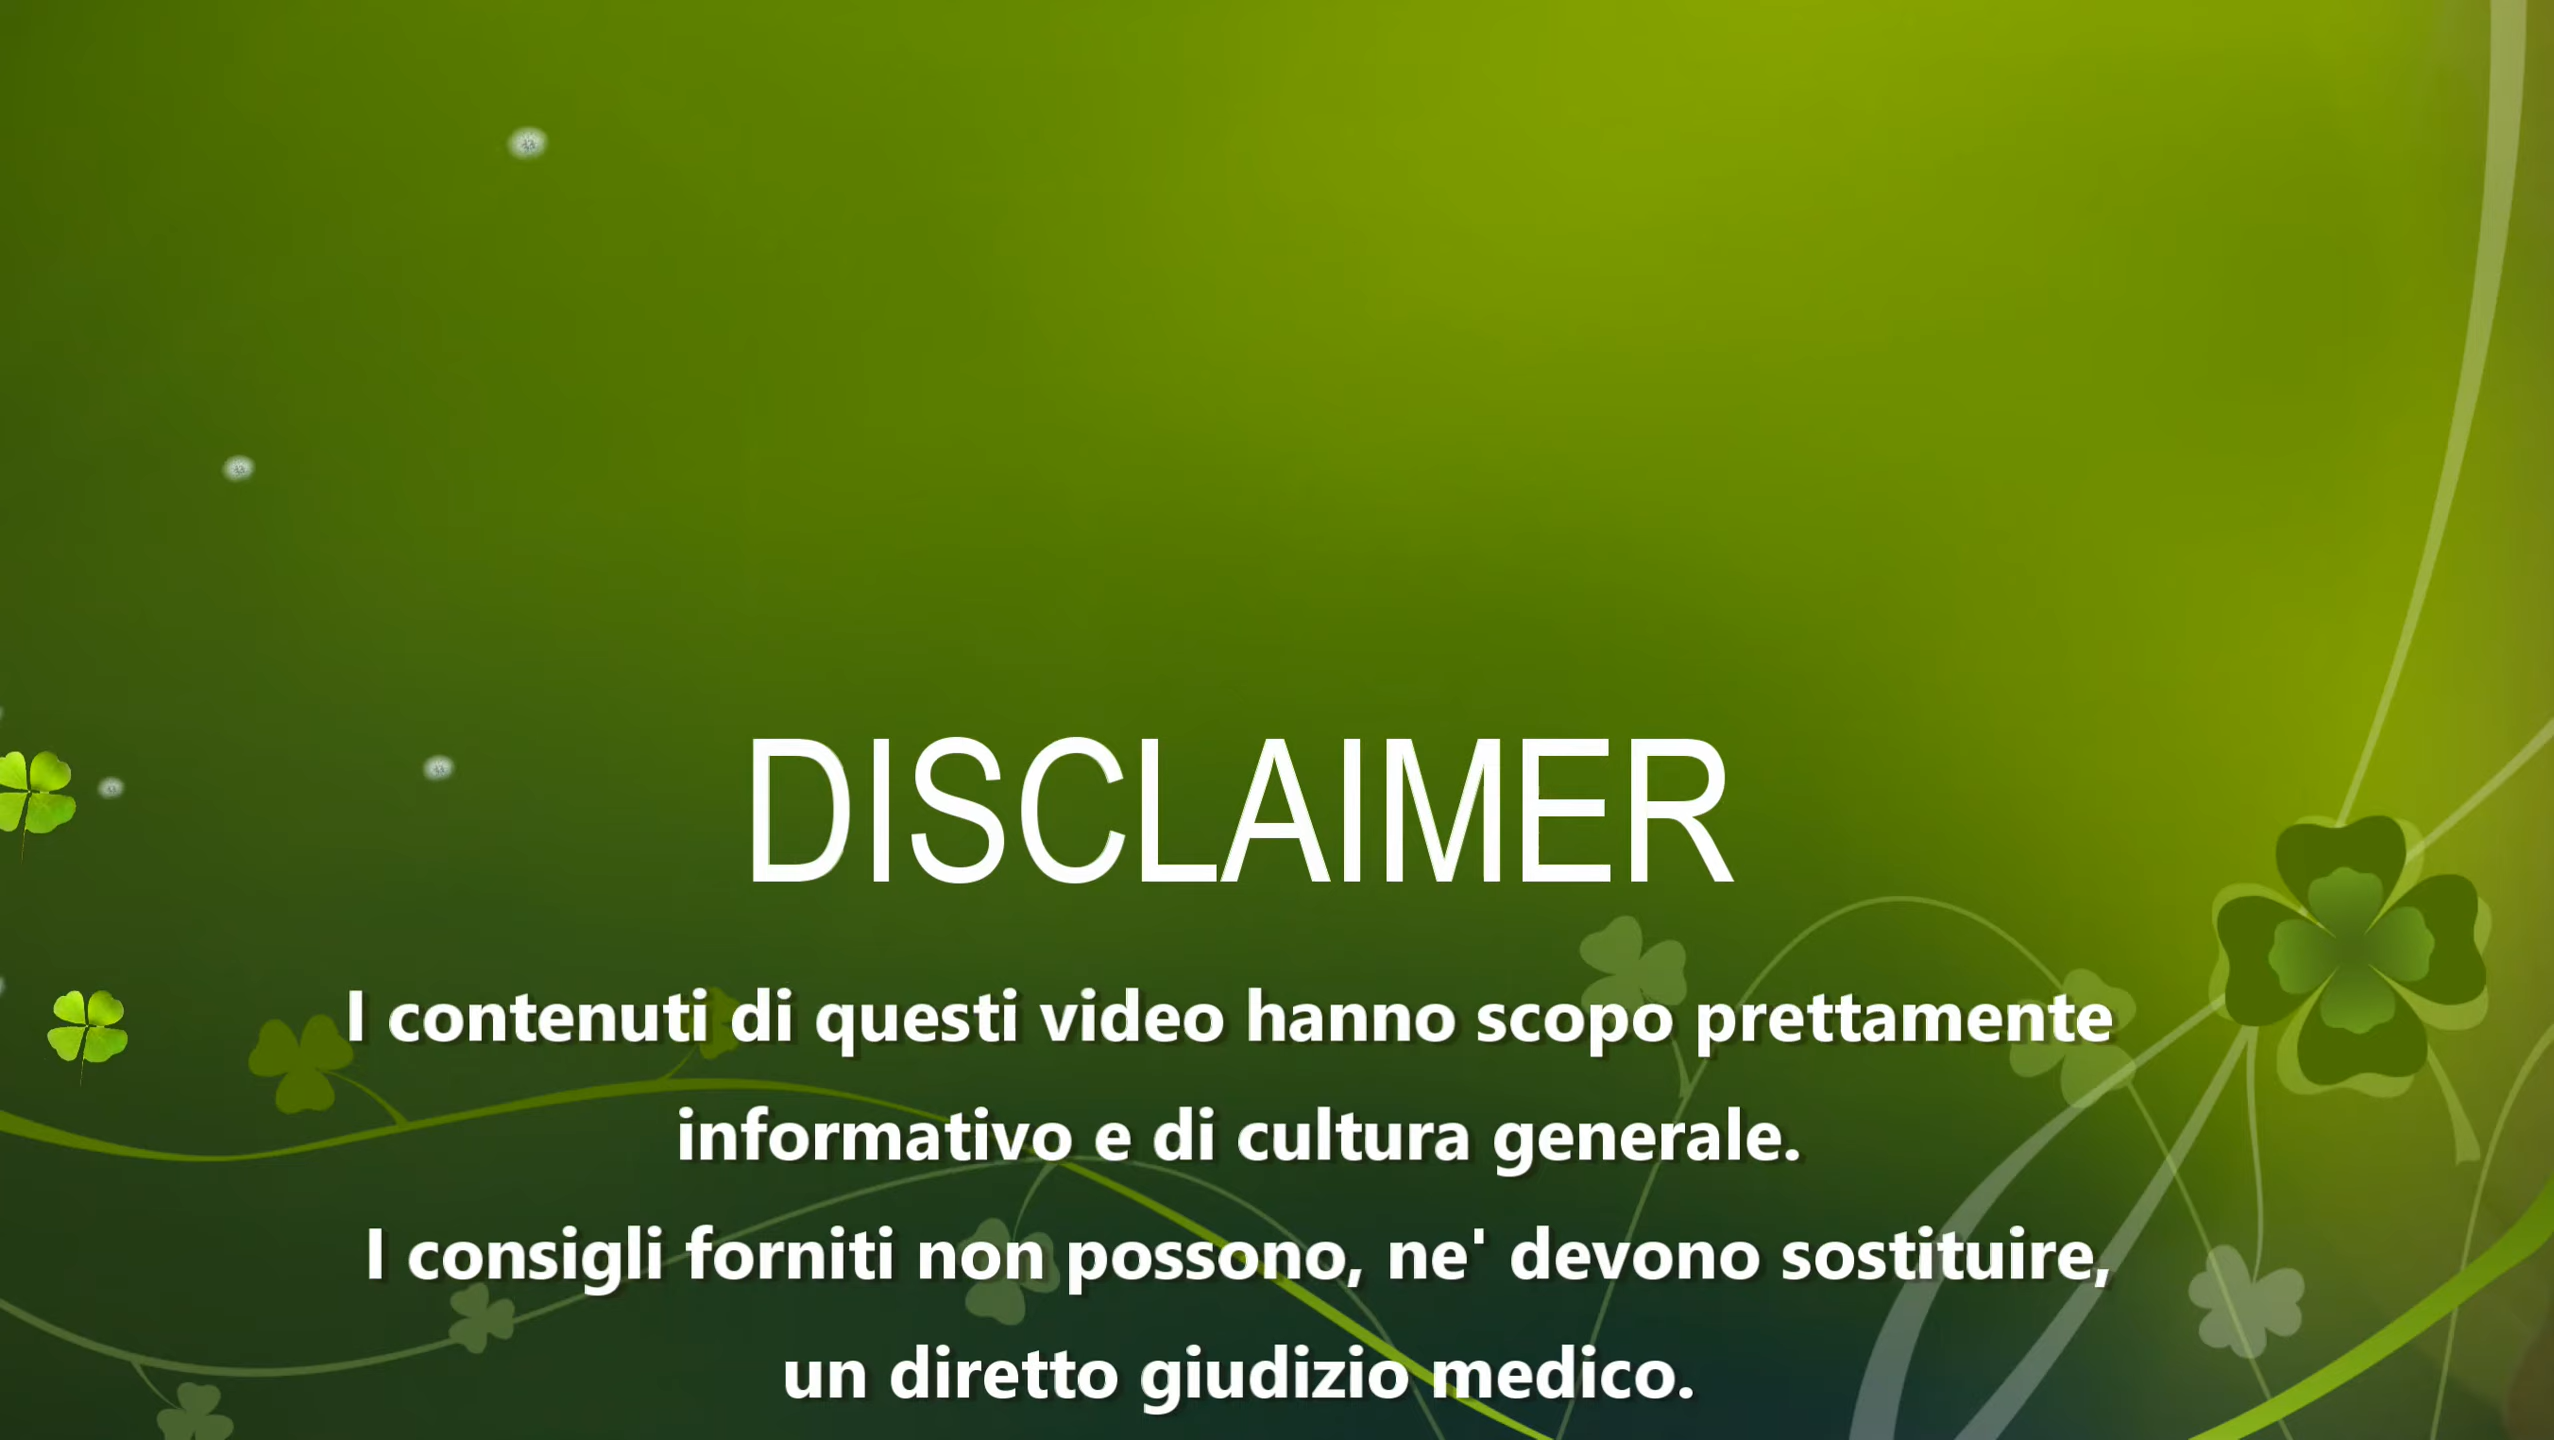 DISCLAIMER
I contenuti di questi video hanno scopo prettamente
informativo e di cultura generale.
I consigli forniti non possono, ne' devono sostituire,
un diretto giudizio medico.